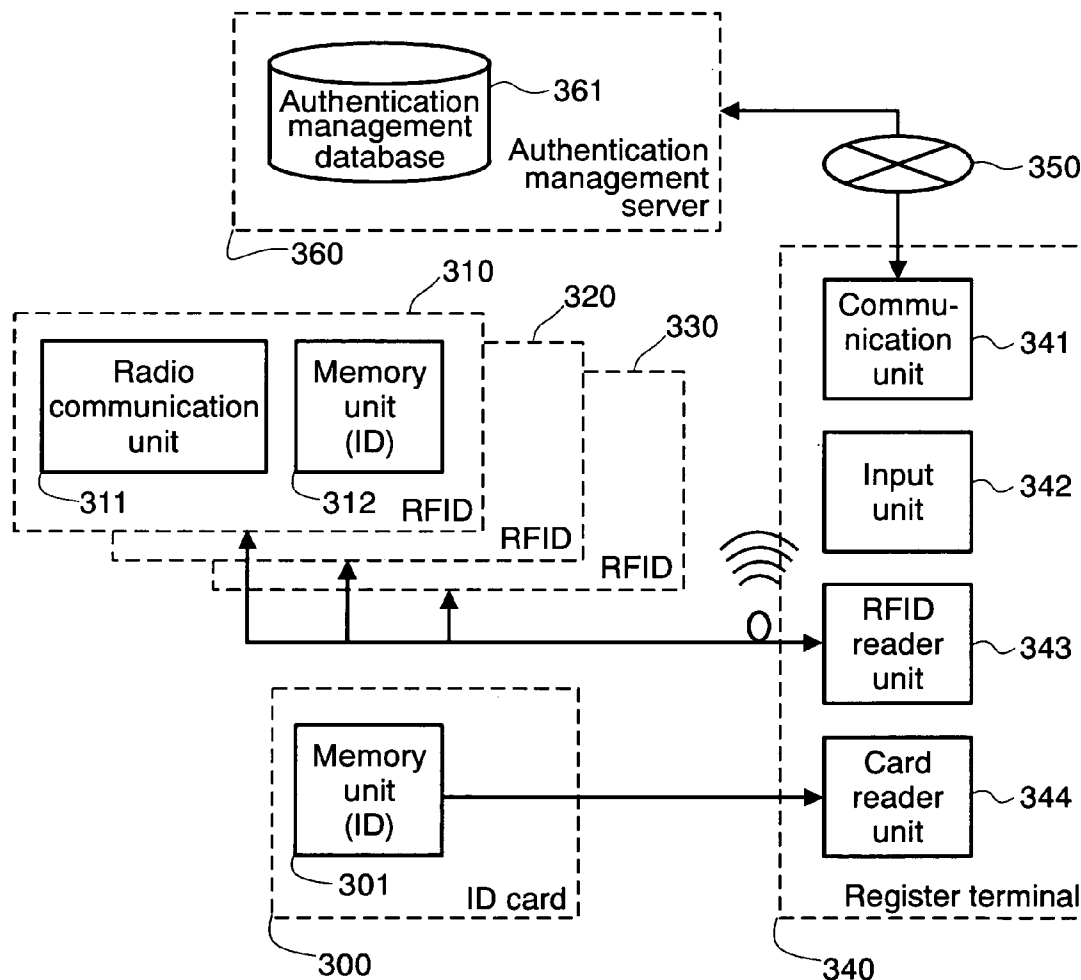 Authentication
management
database
361
Authentication
management
server
360
350
310
320
330
Radio
communication
unit
311
Memory
unit
(ID)
312
RFID
RFID
RFID
Commu-
nication
unit
341
Input
unit
342
RFID
reader
unit
343
Memory
unit
(ID)
301
ID card
300
Card
reader
unit
344
Register terminal
340